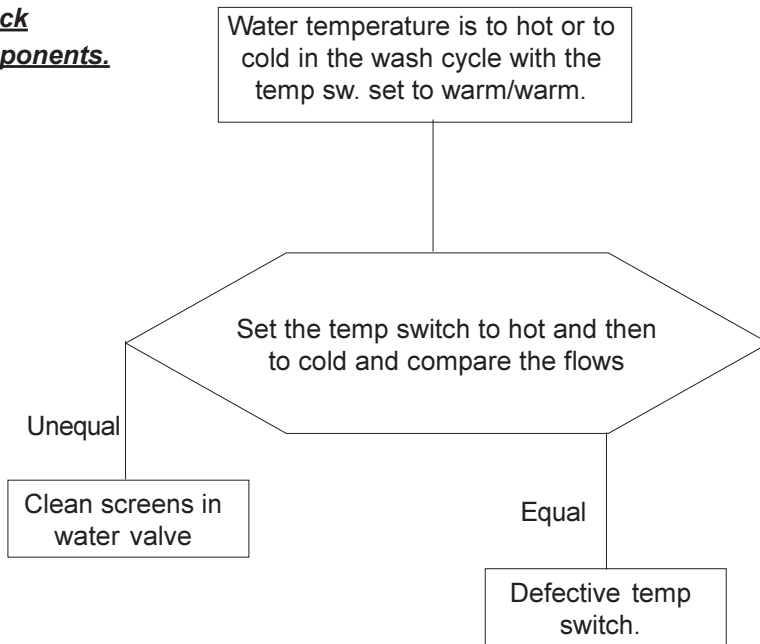 ck
ponents.
Water temperature is to hot or to
cold in the wash cycle with the
temp sw. set to warm/warm.
Set the temp switch to hot and then
to cold and compare the flows
Unequal
Clean screens in
water valve
Equal
Defective temp
switch.